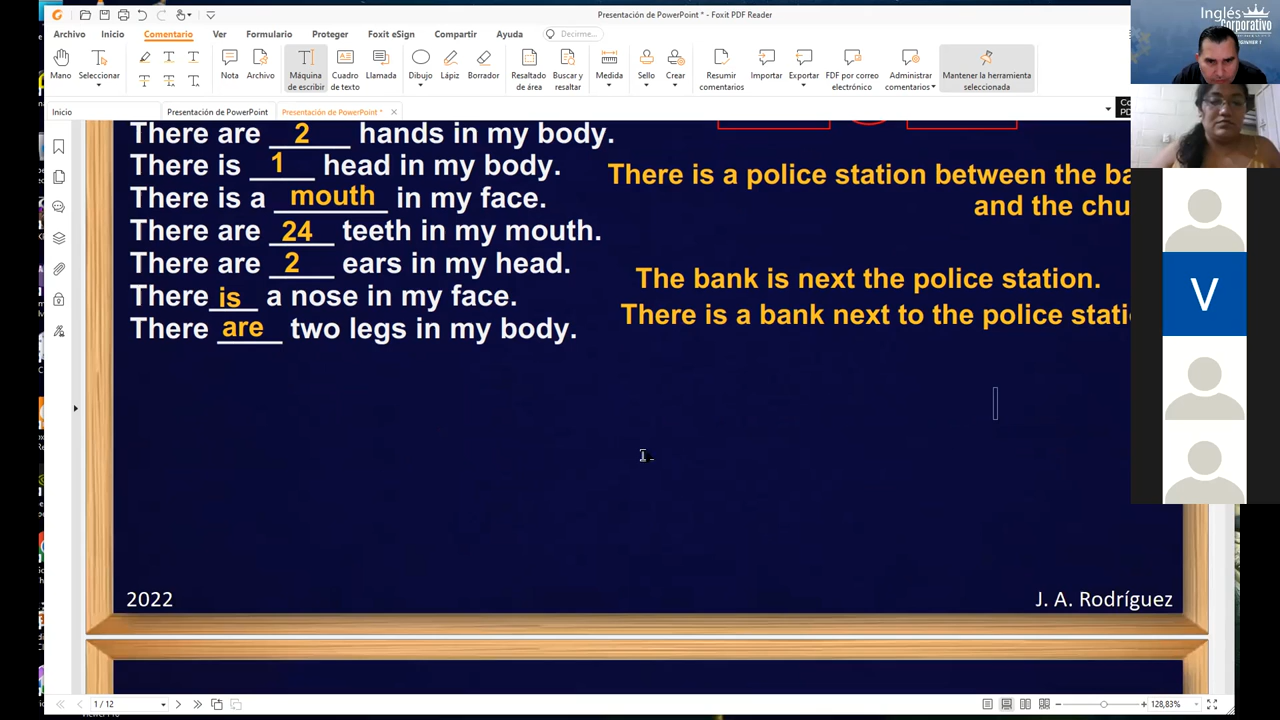 Presentación de PowerPoint * - Foxit PDF Reader
Archivo Inicio Comentario Ver Formulario Proteger Foxit eSign Compartir Ayuda Decirme...
Mano
Seleccionar
Nota
Archivo
Máquina de escribir
Cuadro de texto
Llamada
Dibujo
Lápiz
Borrador
Resaltado de área
Buscar y resaltar
Medida
Sello
Crear
Resumir comentarios
Importar
Exportar
PDF por correo electrónico
Administrar comentarios
Mantener la herramienta seleccionada
Inicio
Presentación de PowerPoint
Presentación de PowerPoint *
Inglés
Corporativo
There are 2 hands in my body.
There is 1 head in my body.
There is a mouth in my face.
There are 24 teeth in my mouth.
There are 2 ears in my head.
There is a nose in my face.
There are two legs in my body.
There is a police station between the ba
and the chu
The bank is next the police station.
There is a bank next to the police stati
V
2022
J. A. Rodríguez
1 / 12
128,83%